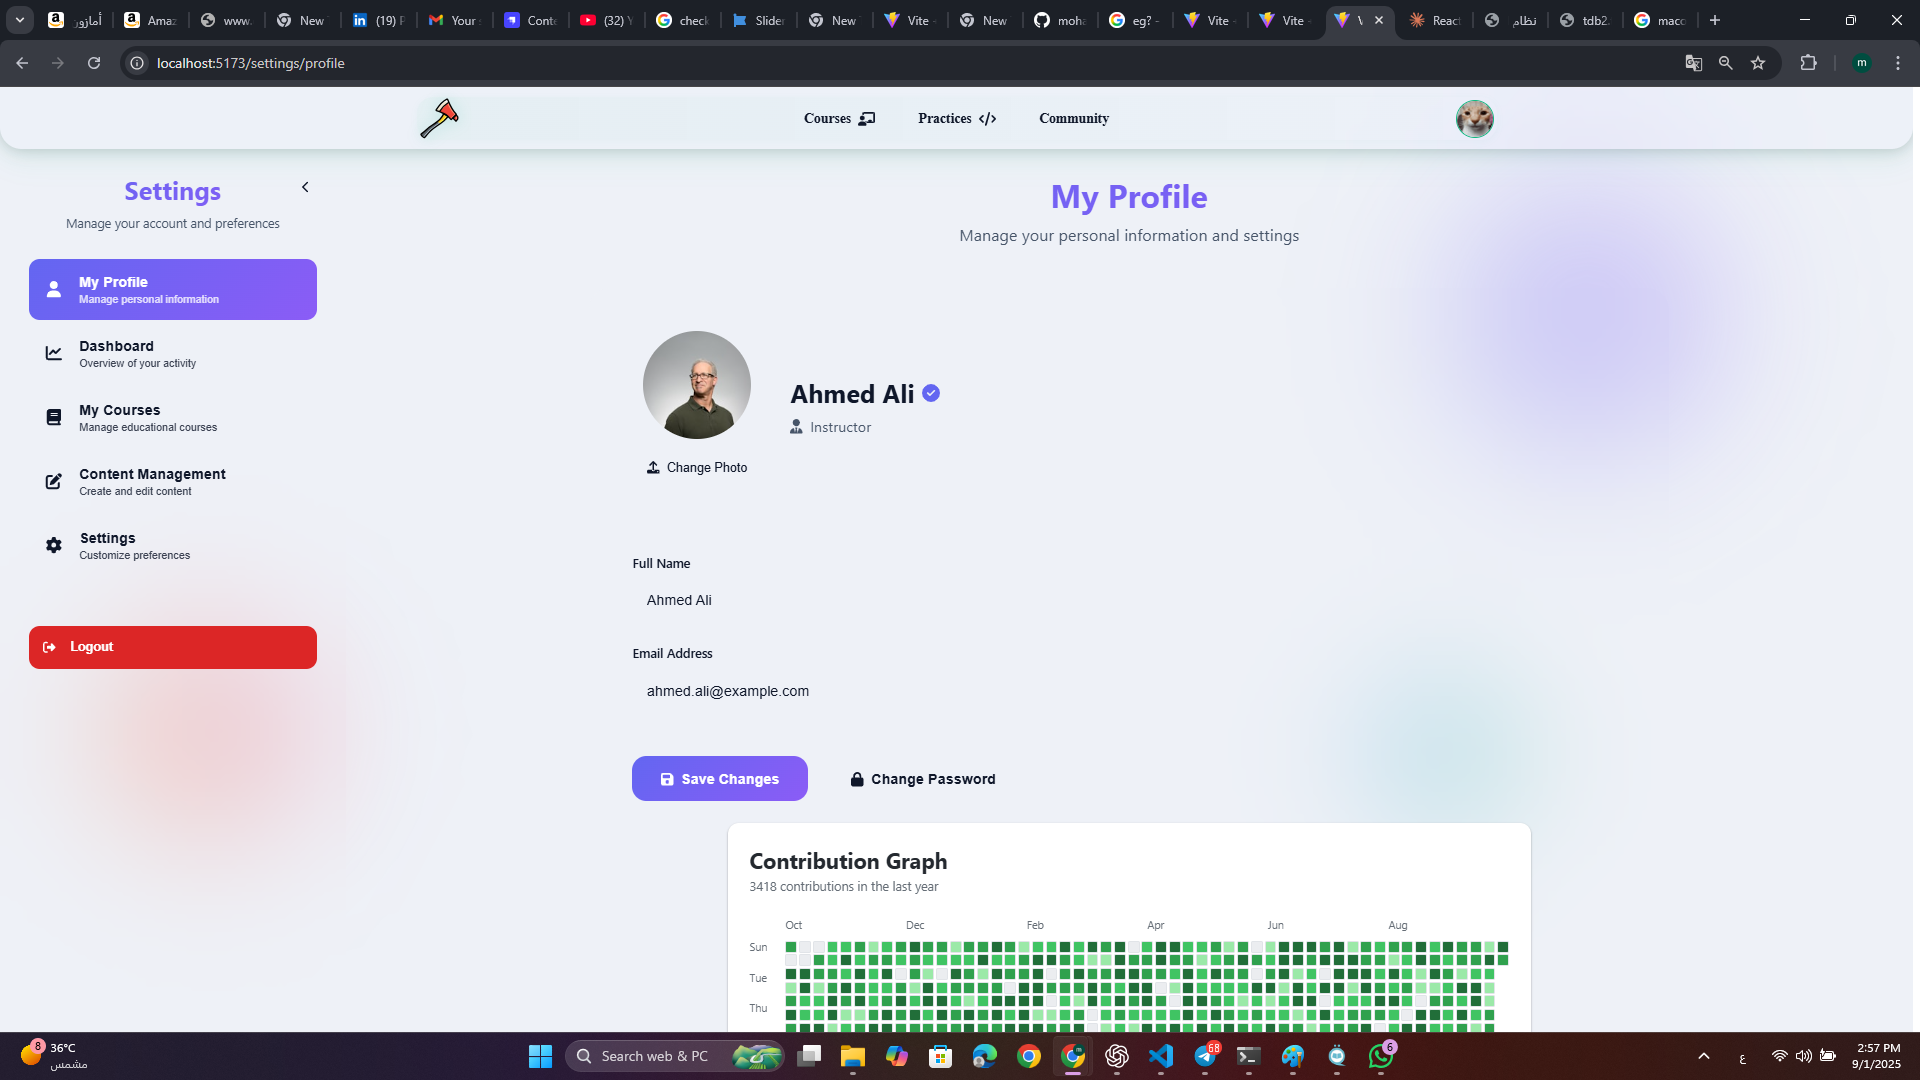 أمازون
Amaz
www.
New
(19) F
Your
Conte
(32) Y
check
Slider
New
Vite
New
moha
eg? -
Vite
Vite
V
React
نظام
tdb2.
macc
localhost:5173/settings/profile
m
Courses
Practices </>
Community
Settings
Manage your account and preferences
My Profile
Manage personal information
Dashboard
Overview of your activity
My Courses
Manage educational courses
Content Management
Create and edit content
Settings
Customize preferences
Logout
My Profile
Manage your personal information and settings
Ahmed Ali
Instructor
Change Photo
Full Name
Ahmed Ali
Email Address
ahmed.ali@example.com
Save Changes
Change Password
Contribution Graph
3418 contributions in the last year
Oct Dec Feb Apr Jun Aug
Sun
Tue
Thu
8
36°C
مشمس
Search web & PC
68
6
ع
2:57 PM
9/1/2025